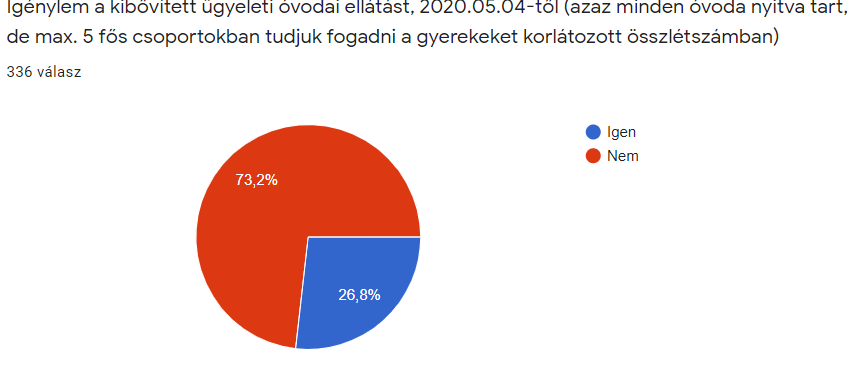 Igénylem a kibővített ügyeleti óvodai ellátást, 2020.05.04-től (azaz minden óvoda nyitva tart,
de max. 5 fős csoportokban tudjuk fogadni a gyerekeket korlátozott összlétszámban)
336 válasz
Igen
Nem
73,2%
26,8%